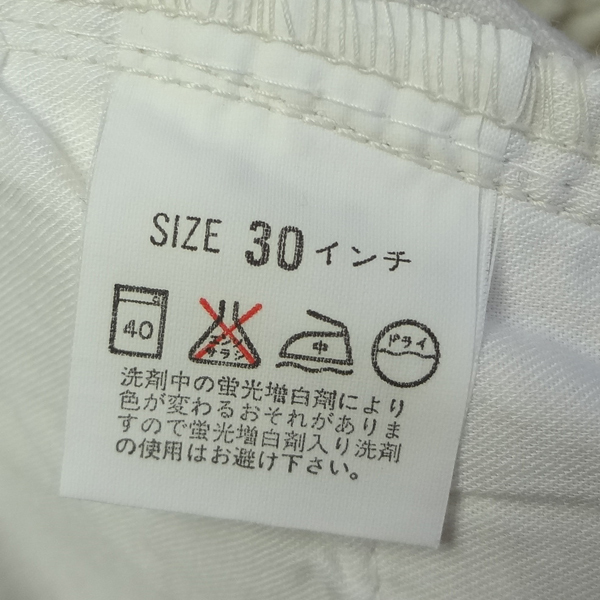 SIZE 30インチ
40 エンソサラシ 中 ドライ
洗剤中の蛍光増白剤により
色が変わるおそれがありま
すので蛍光増白剤入り洗剤
の使用はお避け下さい。